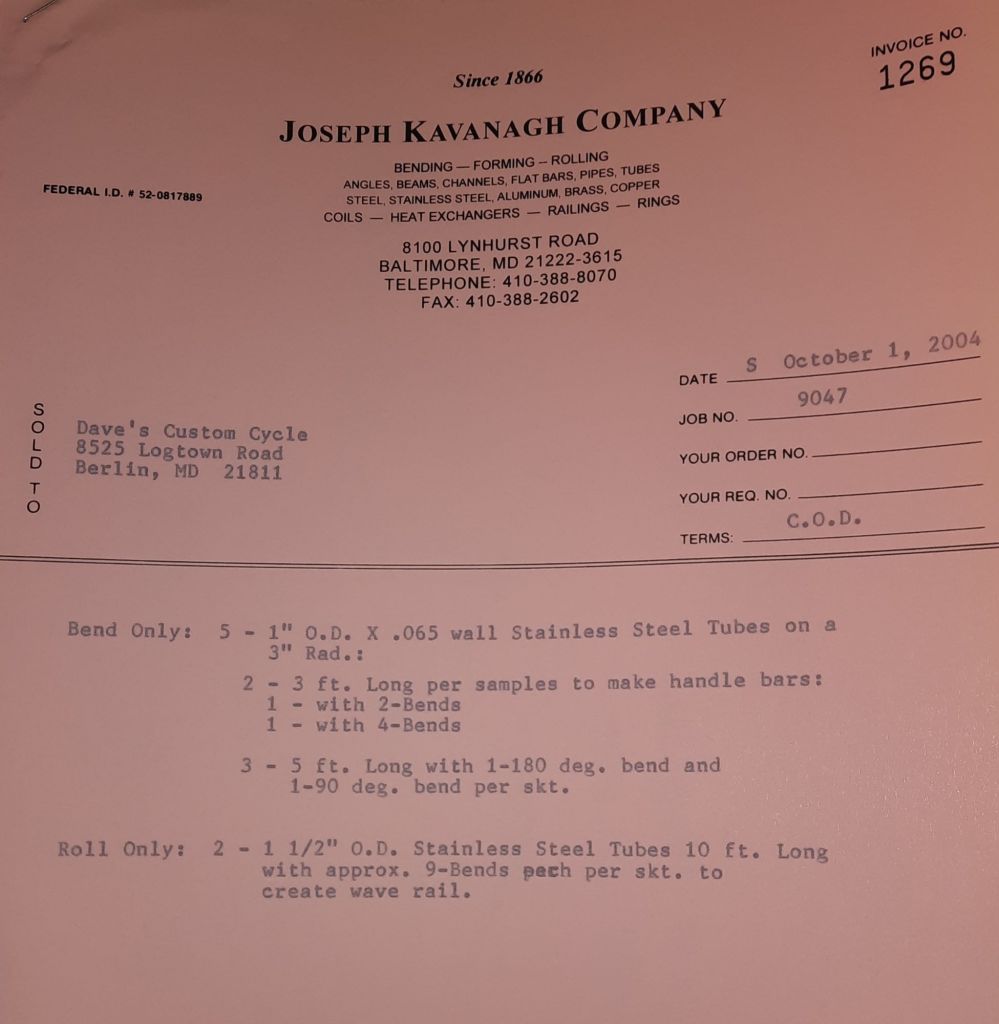 INVOICE NO.
1269
Since 1866
JOSEPH KAVANAGH COMPANY
BENDING — FORMING – ROLLING
ANGLES, BEAMS, CHANNELS, FLAT BARS, PIPES, TUBES
STEEL, STAINLESS STEEL, ALUMINUM, BRASS, COPPER
COILS — HEAT EXCHANGERS — RAILINGS — RINGS
FEDERAL I.D. # 52-0817889
8100 LYNHURST ROAD
BALTIMORE, MD 21222-3615
TELEPHONE: 410-388-8070
FAX: 410-388-2602
DATE S October 1, 2004
JOB NO. 9047
YOUR ORDER NO.
YOUR REQ. NO.
TERMS: C.O.D.
SOLD TO
Dave's Custom Cycle
8525 Logtown Road
Berlin, MD 21811
Bend Only: 5 - 1" O.D. X .065 wall Stainless Steel Tubes on a
3" Rad.:
2 - 3 ft. Long per samples to make handle bars:
1 - with 2-Bends
1 - with 4-Bends
3 - 5 ft. Long with 1-180 deg. bend and
1-90 deg. bend per skt.
Roll Only: 2 - 1 1/2" O.D. Stainless Steel Tubes 10 ft. Long
with approx. 9-Bends each per skt. to
create wave rail.